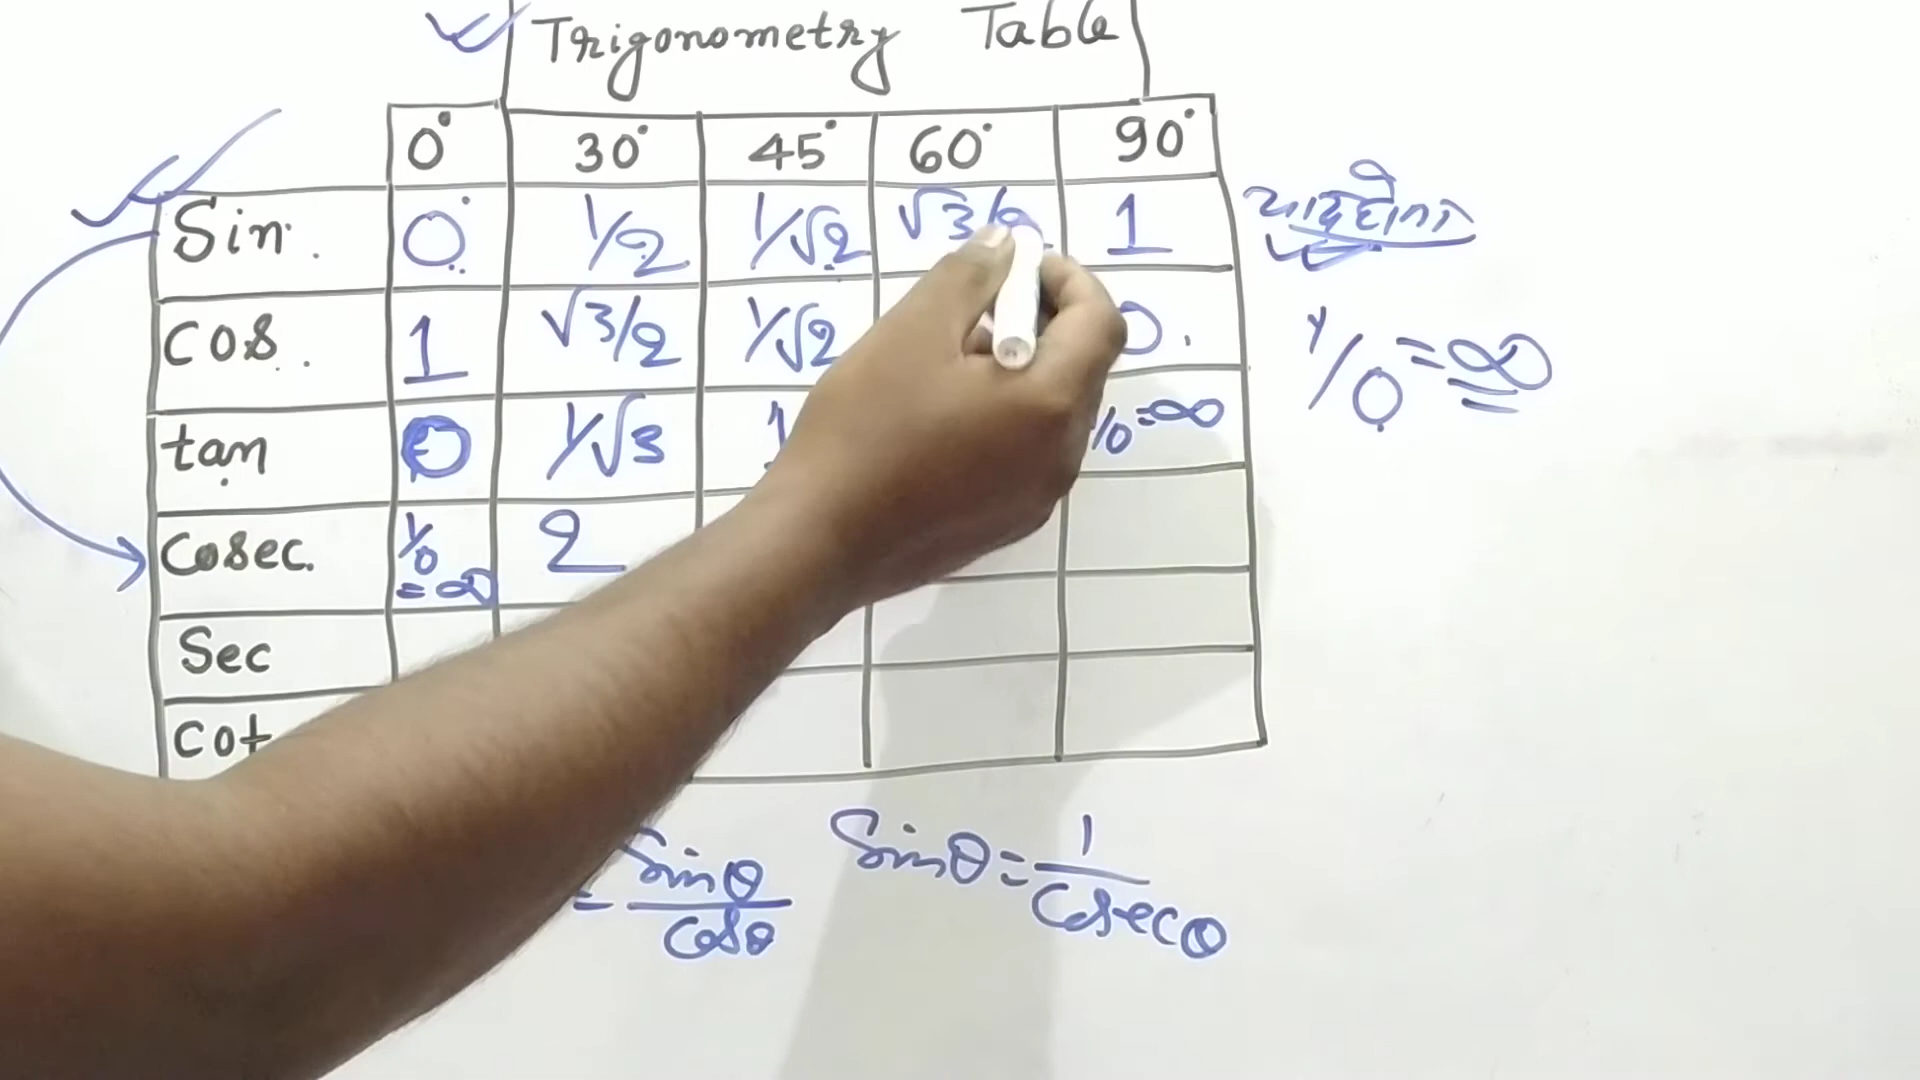 Trigonometry Table
0° 30° 45° 60° 90°
Sin. 0 1/2 1/√2 √3/2 1
Cos. 1 √3/2 1/√2 0.
tan 0 1/√3 1 1/0=∞
Cosec. 1/0 =∞ 2
Sec
Cot
याद होगा
1/0=∞
= Sinθ/Cosθ
Sinθ=1/Cosecθ